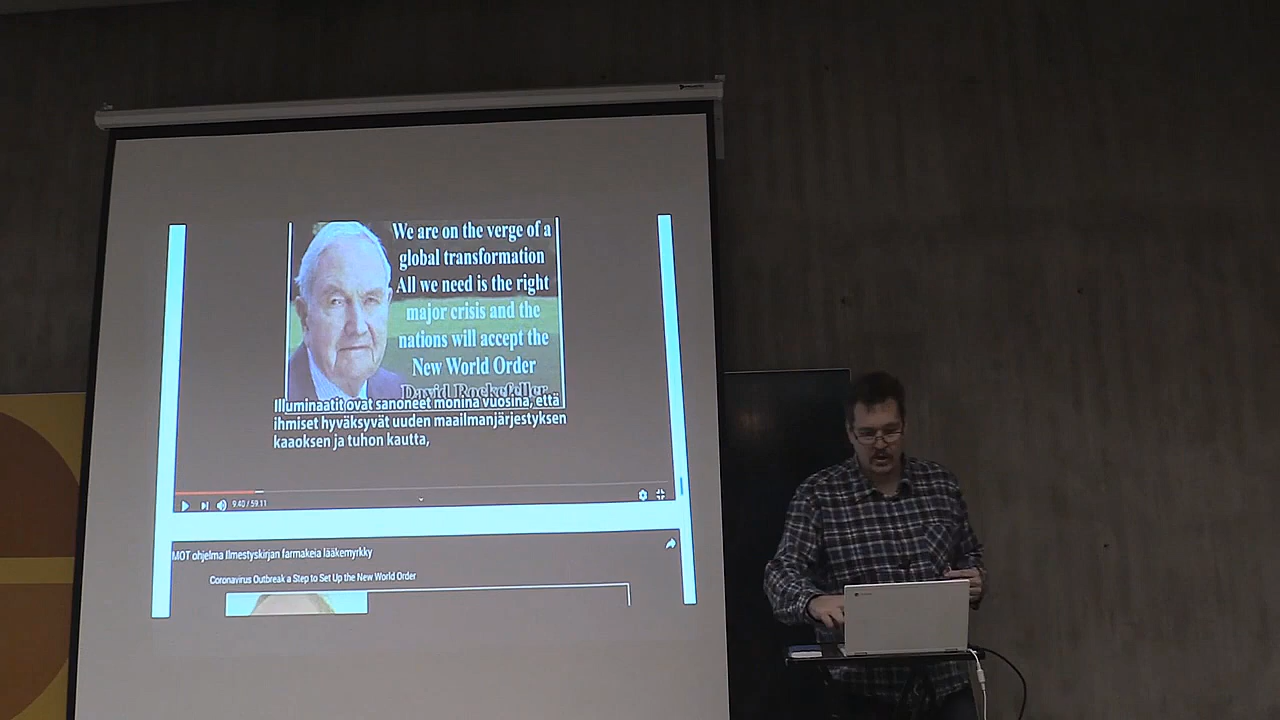 We are on the verge of a
global transformation
All we need is the right
major crisis and the
nations will accept the
New World Order
David Rockefeller
Illuminaatit ovat sanoneet monina vuosina, että
ihmiset hyväksyvät uuden maailmanjärjestyksen
kaaoksen ja tuhon kautta,
9.40 / 59.11
MOT ohjelma Ilmestyskirjan farmakeia lääkemyrkky
Coronavirus Outbreak a Step to Set Up the New World Order